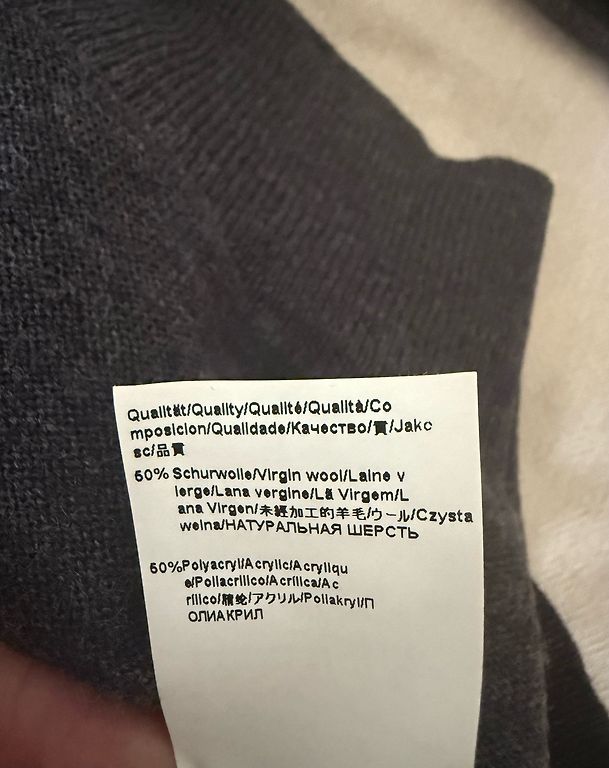 Qualität/Quality/Qualité/Qualità/Co
mposicion/Qualidade/Качество/質/Jako
sc/品質
50% Schurwolle/Virgin wool/Laine v
ierge/Lana vergine/Lã Virgem/L
ana Virgen/未經加工的羊毛/ウール/Czysta
welna/НАТУРАЛЬНАЯ ШЕРСТЬ
50%Polyacryl/Acrylic/Acryliqu
e/Poliacrilico/Acrílica/Ac
rílico/腈纶/アクリル/Poliakryl/П
ОЛИАКРИЛ